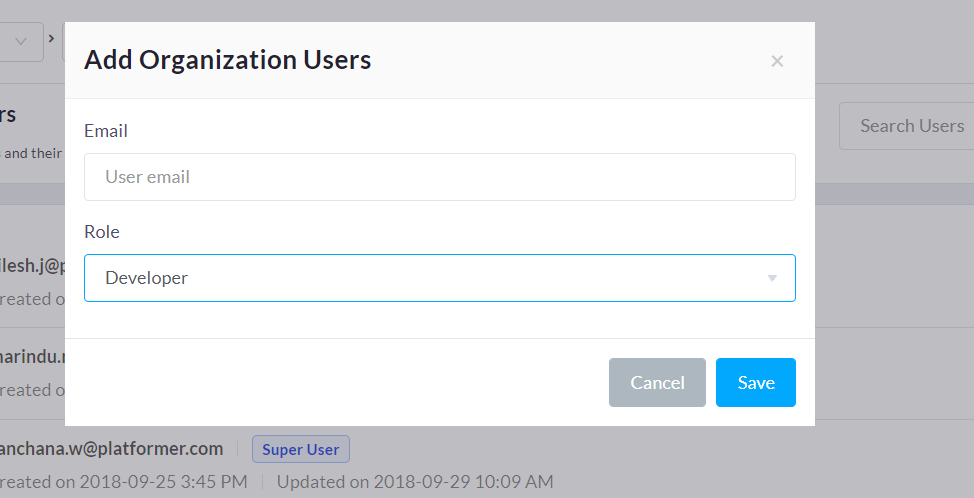 Add Organization Users
×
Email
User email
Role
Developer
Cancel
Save
Search Users
and their
Super User
anchana.w@platformer.com
reated on 2018-09-25 3:45 PM
Updated on 2018-09-29 10:09 AM
ilesh.j@p
reated o
harindu.
reated o
rs